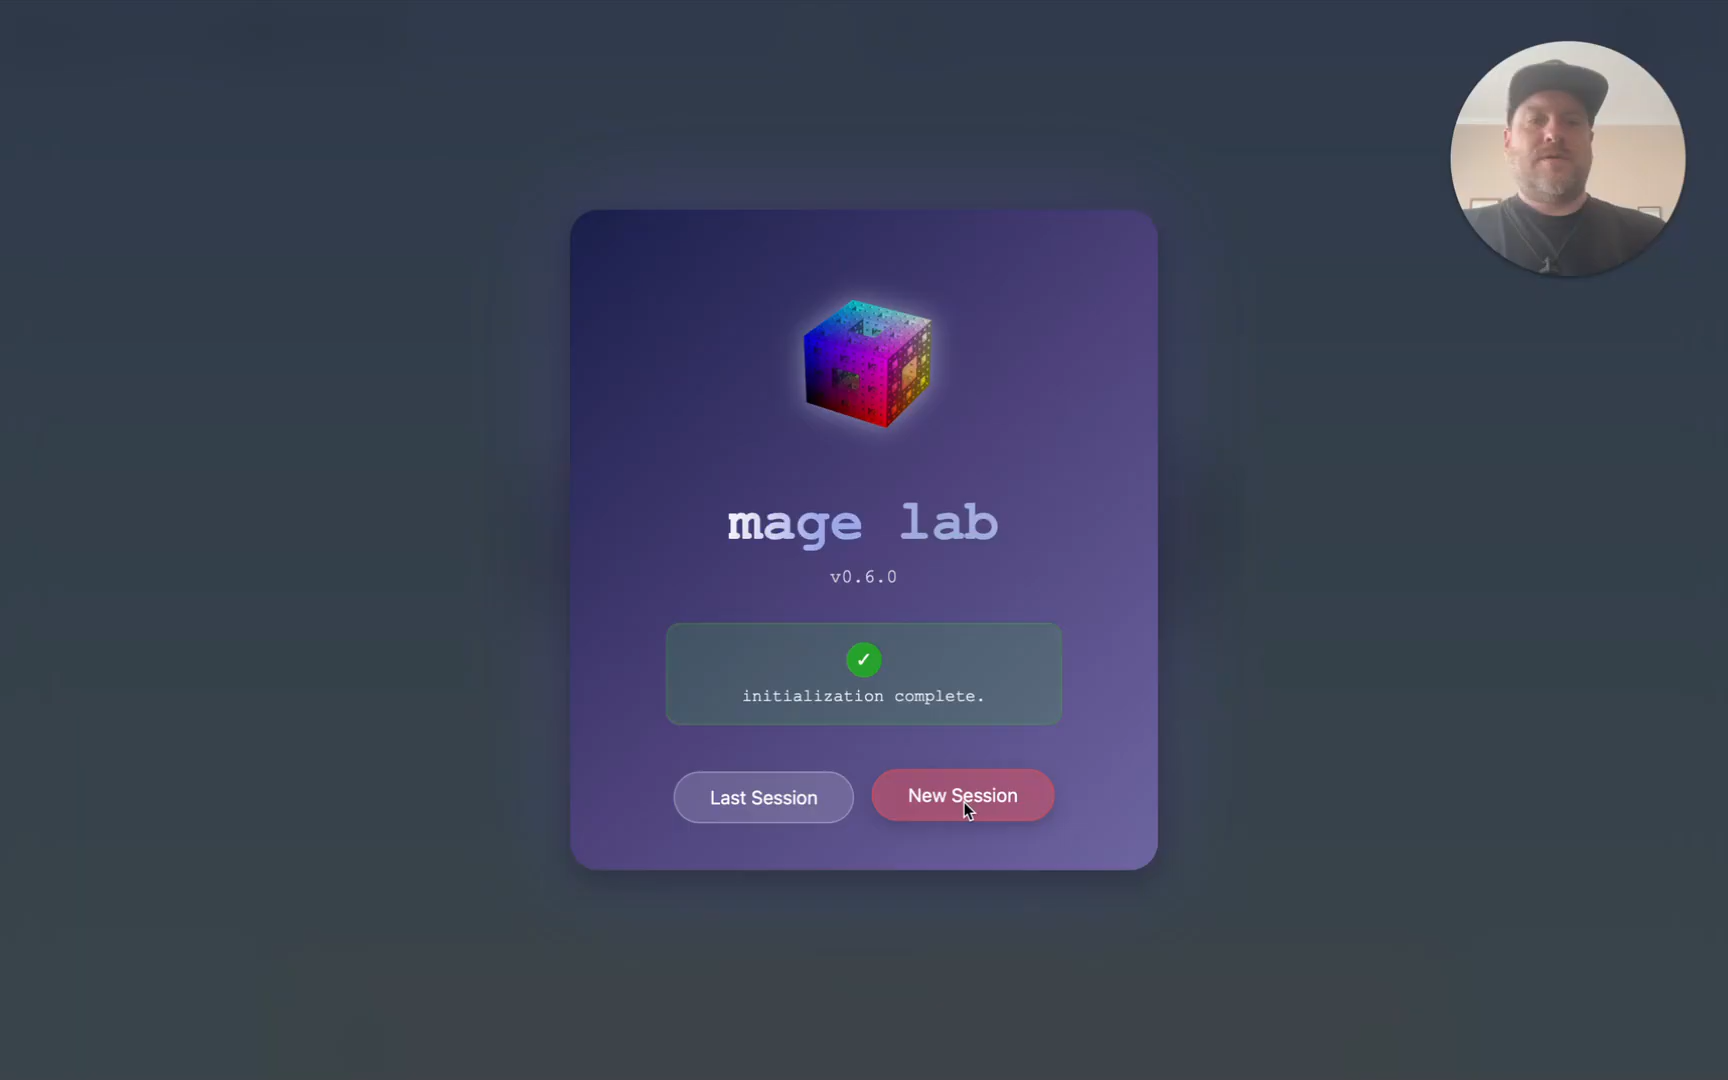 mage lab
v0.6.0
✓
initialization complete.
Last Session
New Session